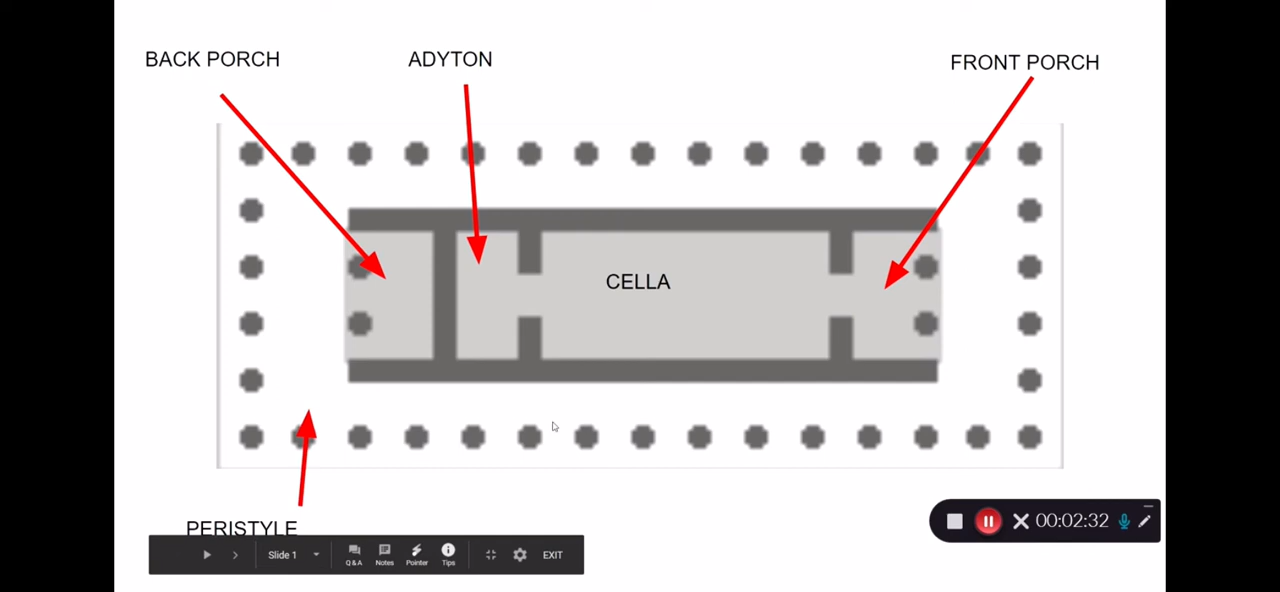 BACK PORCH
ADYTON
FRONT PORCH
CELLA
PERISTYLE
00:02:32
Slide 1
Q&A
Notes
Pointer
Tips
EXIT